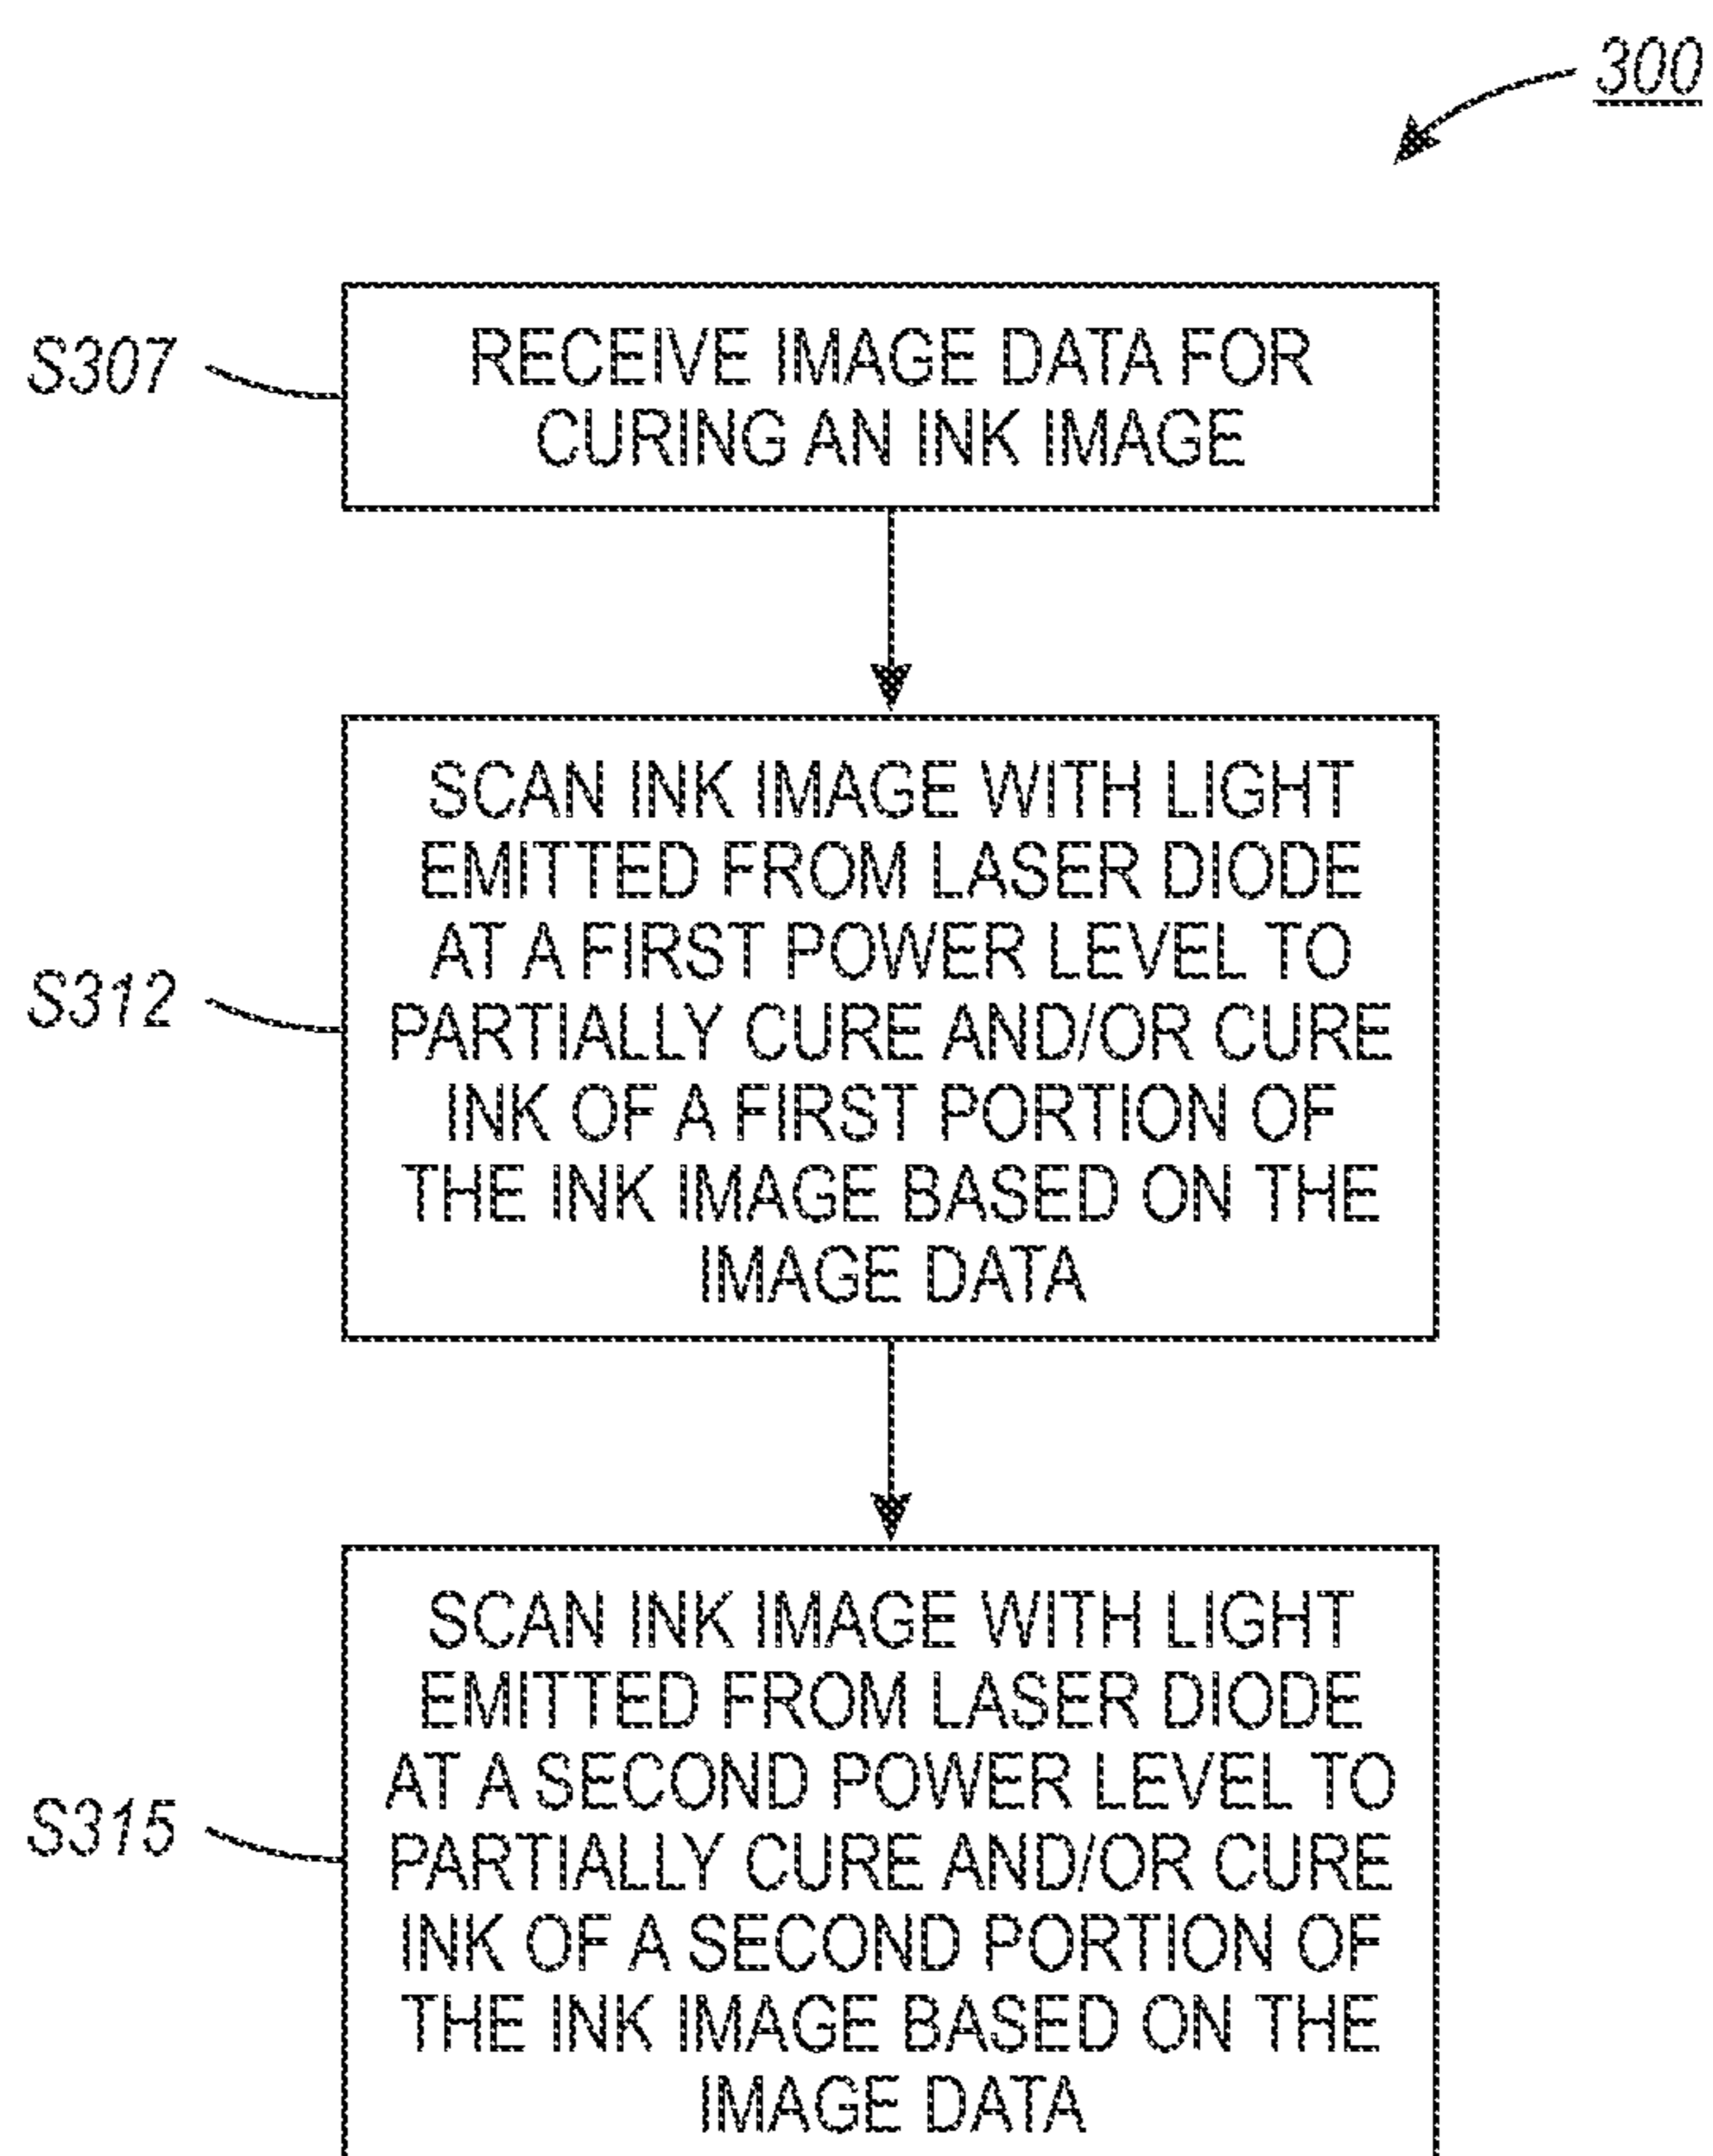 300
S307
RECEIVE IMAGE DATA FOR
CURING AN INK IMAGE
S312
SCAN INK IMAGE WITH LIGHT
EMITTED FROM LASER DIODE
AT A FIRST POWER LEVEL TO
PARTIALLY CURE AND/OR CURE
INK OF A FIRST PORTION OF
THE INK IMAGE BASED ON THE
IMAGE DATA
S315
SCAN INK IMAGE WITH LIGHT
EMITTED FROM LASER DIODE
AT A SECOND POWER LEVEL TO
PARTIALLY CURE AND/OR CURE
INK OF A SECOND PORTION OF
THE INK IMAGE BASED ON THE
IMAGE DATA